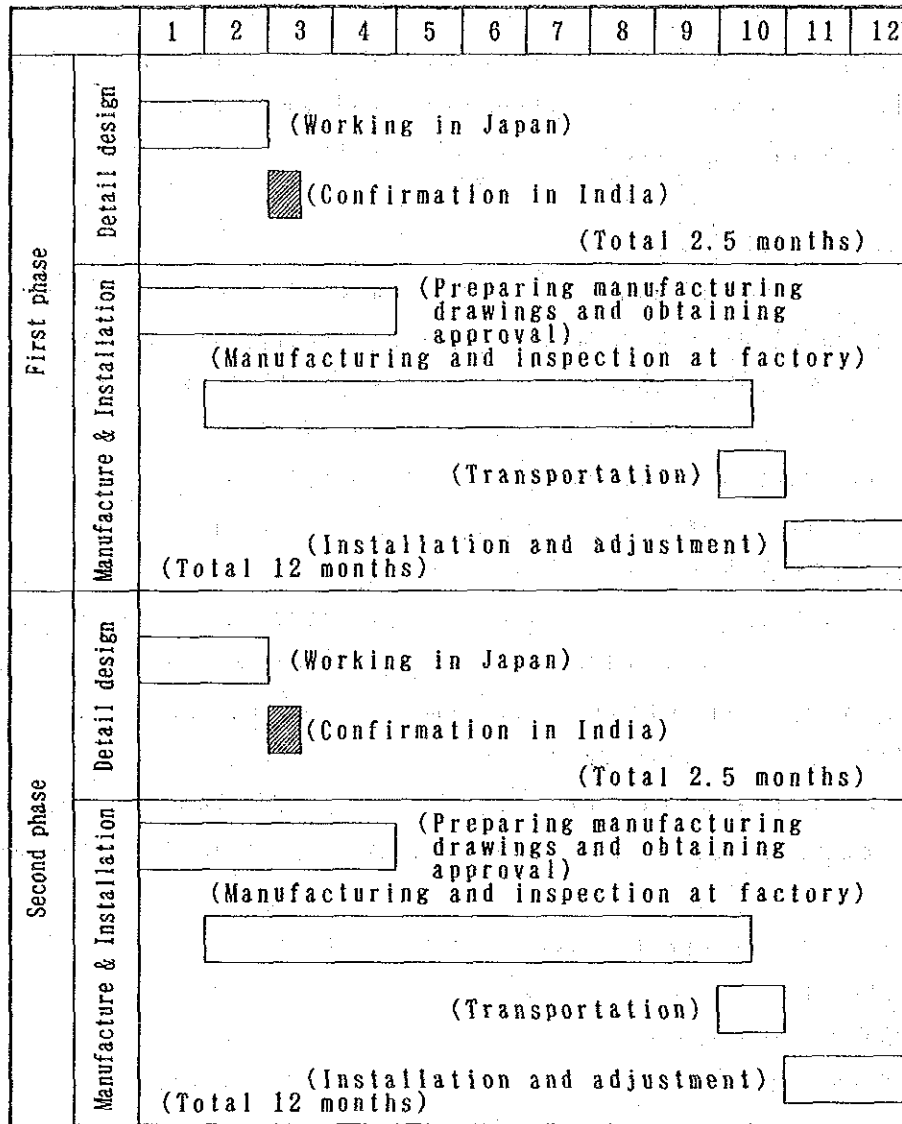 1 2 3 4 5 6 7 8 9 10 11 12
First phase
Detail design
(Working in Japan)
(Confirmation in India)
(Total 2.5 months)
Manufacture & Installation
(Preparing manufacturing
drawings and obtaining
approval)
(Manufacturing and inspection at factory)
(Transportation)
(Installation and adjustment)
(Total 12 months)
Second phase
Detail design
(Working in Japan)
(Confirmation in India)
(Total 2.5 months)
Manufacture & Installation
(Preparing manufacturing
drawings and obtaining
approval)
(Manufacturing and inspection at factory)
(Transportation)
(Installation and adjustment)
(Total 12 months)